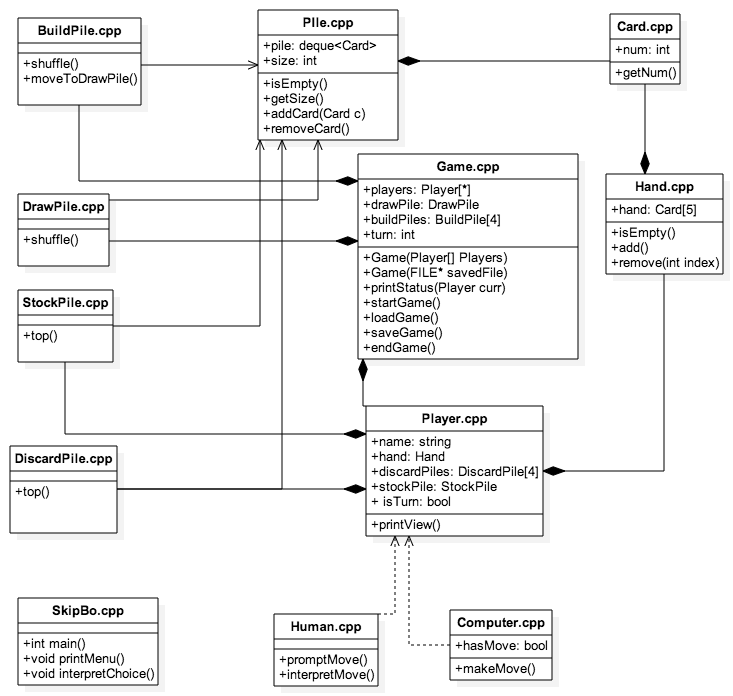 BuildPile.cpp
+shuffle()
+moveToDrawPile()
PIle.cpp
+pile: deque<Card>
+size: int
+isEmpty()
+getSize()
+addCard(Card c)
+removeCard()
Card.cpp
+num: int
+getNum()
Game.cpp
+players: Player[*]
+drawPile: DrawPile
+buildPiles: BuildPile[4]
+turn: int
+Game(Player[] Players)
+Game(FILE* savedFile)
+printStatus(Player curr)
+startGame()
+loadGame()
+saveGame()
+endGame()
Hand.cpp
+hand: Card[5]
+isEmpty()
+add()
+remove(int index)
DrawPile.cpp
+shuffle()
StockPile.cpp
+top()
Player.cpp
+name: string
+hand: Hand
+discardPiles: DiscardPile[4]
+stockPile: StockPile
+ isTurn: bool
+printView()
DiscardPile.cpp
+top()
SkipBo.cpp
+int main()
+void printMenu()
+void interpretChoice()
Human.cpp
+promptMove()
+interpretMove()
Computer.cpp
+hasMove: bool
+makeMove()